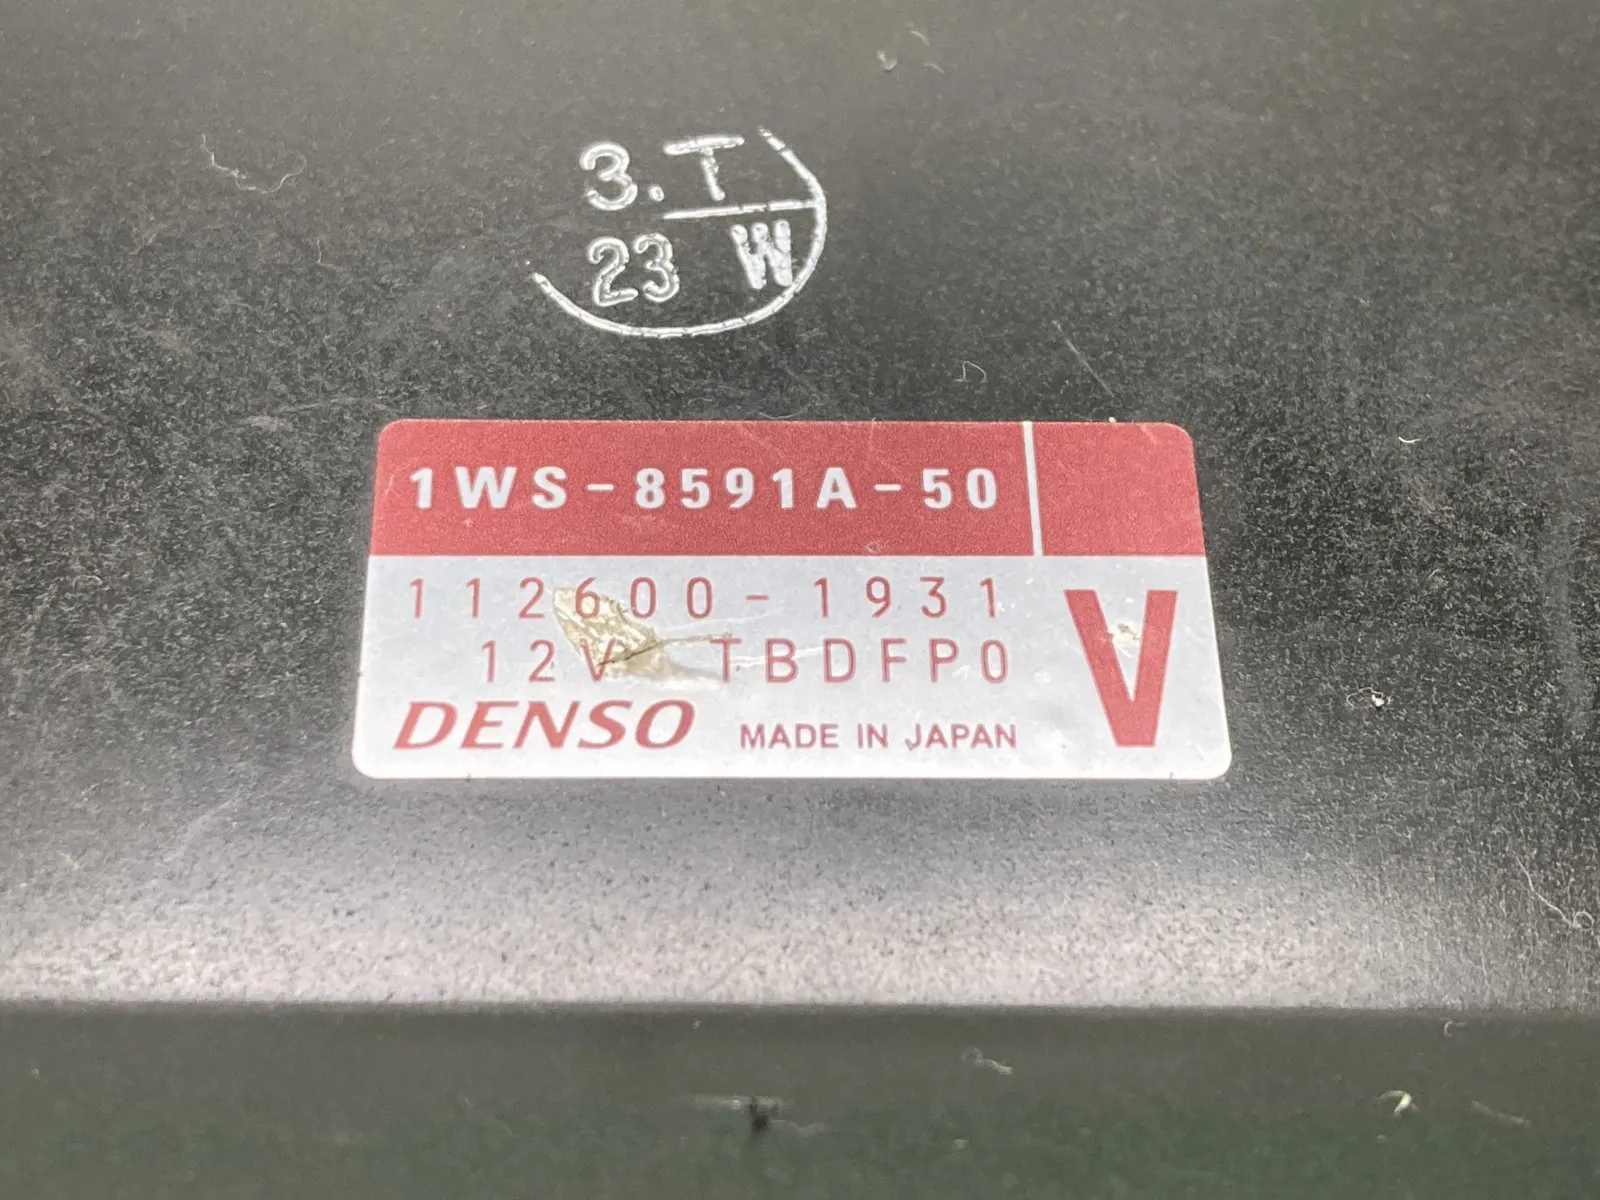 3.T
23 W
1WS-8591A-50
112600-1931
12V TBDFP0
V
DENSO MADE IN JAPAN